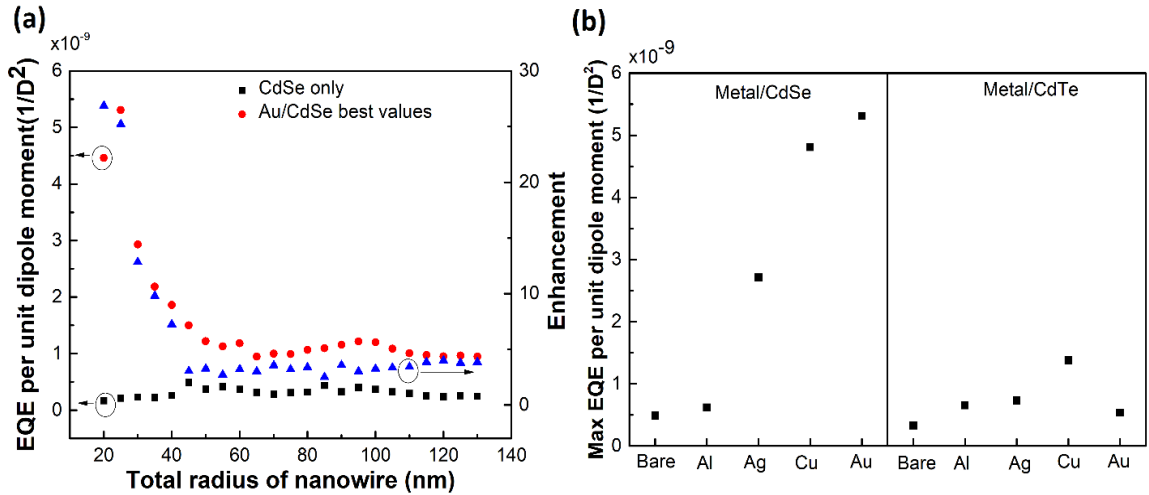 (a)
x10^-9
EQE per unit dipole moment(1/D^2)
6
5
4
3
2
1
0
CdSe only
Au/CdSe best values
30
20
10
0
Enhancement
20 40 60 80 100 120 140
Total radius of nanowire (nm)
(b)
x10^-9
Max EQE per unit dipole moment (1/D^2)
6
5
4
3
2
1
0
Metal/CdSe Metal/CdTe
Bare Al Ag Cu Au Bare Al Ag Cu Au